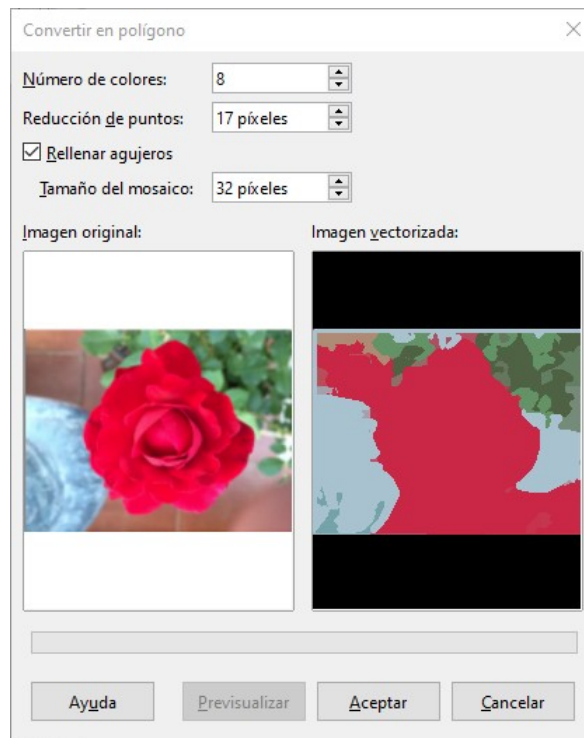 Convertir en polígono
Número de colores: 8
Reducción de puntos: 17 píxeles
Rellenar agujeros
Tamaño del mosaico: 32 píxeles
Imagen original: Imagen vectorizada:
Ayuda Previsualizar Aceptar Cancelar